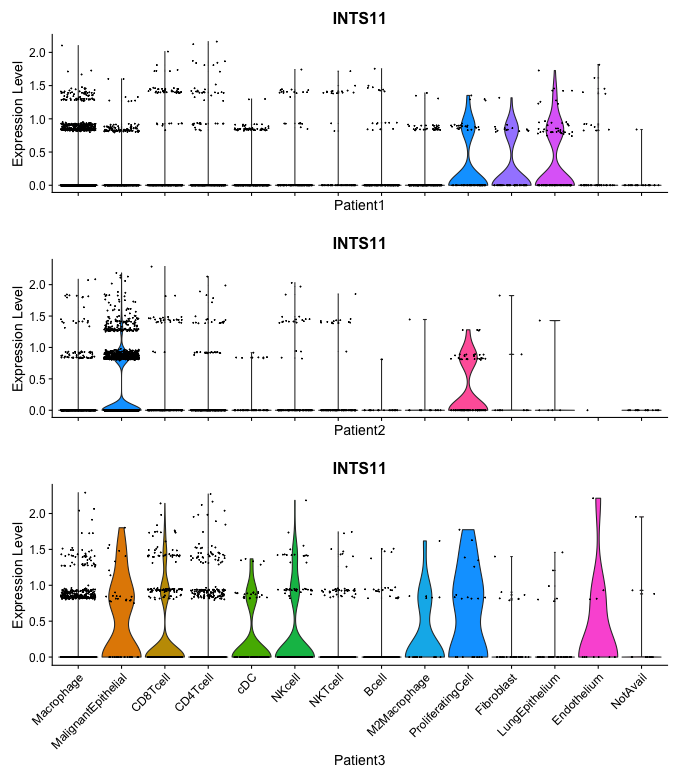 INTS11
Expression Level
2.0
1.5
1.0
0.5
0.0
Patient1
INTS11
Expression Level
2.0
1.5
1.0
0.5
0.0
Patient2
INTS11
Expression Level
2.0
1.5
1.0
0.5
0.0
Macrophage
MalignantEpithelial
CD8Tcell
CD4Tcell
cDC
NKcell
NKTcell
Bcell
M2Macrophage
ProliferatingCell
Fibroblast
LungEpithelium
Endothelium
NotAvail
Patient3